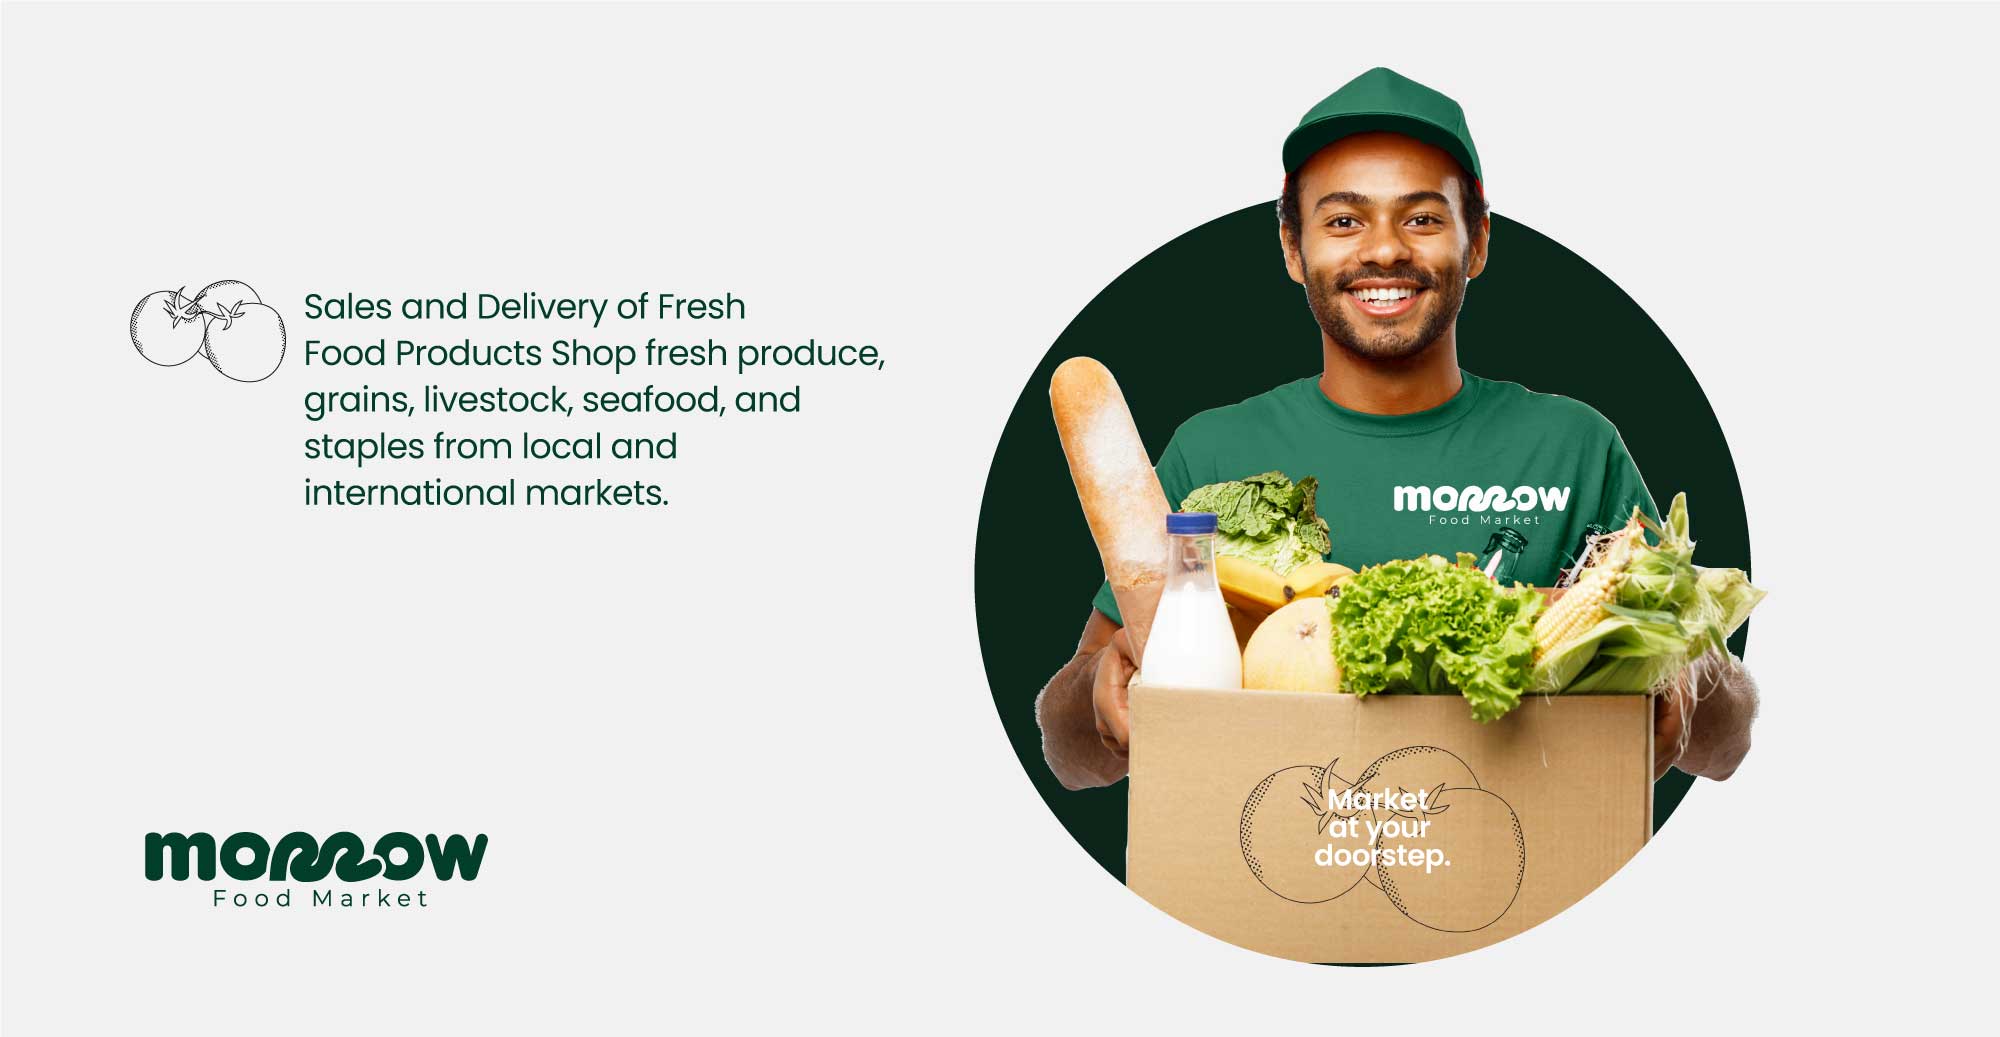 Sales and Delivery of Fresh
Food Products Shop fresh produce,
grains, livestock, seafood, and
staples from local and
international markets.
morrow
Food Market
morrow
Food Market
Market
at your
doorstep.